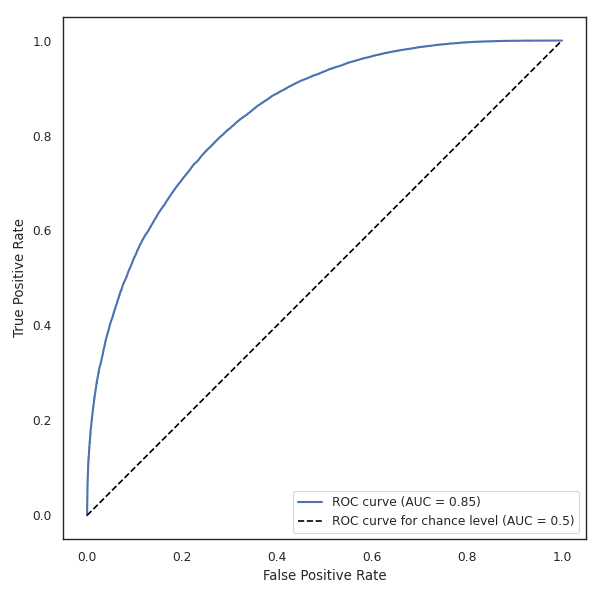 1.0
0.8
0.6
0.4
0.2
0.0
True Positive Rate
ROC curve (AUC = 0.85)
ROC curve for chance level (AUC = 0.5)
0.0 0.2 0.4 0.6 0.8 1.0
False Positive Rate